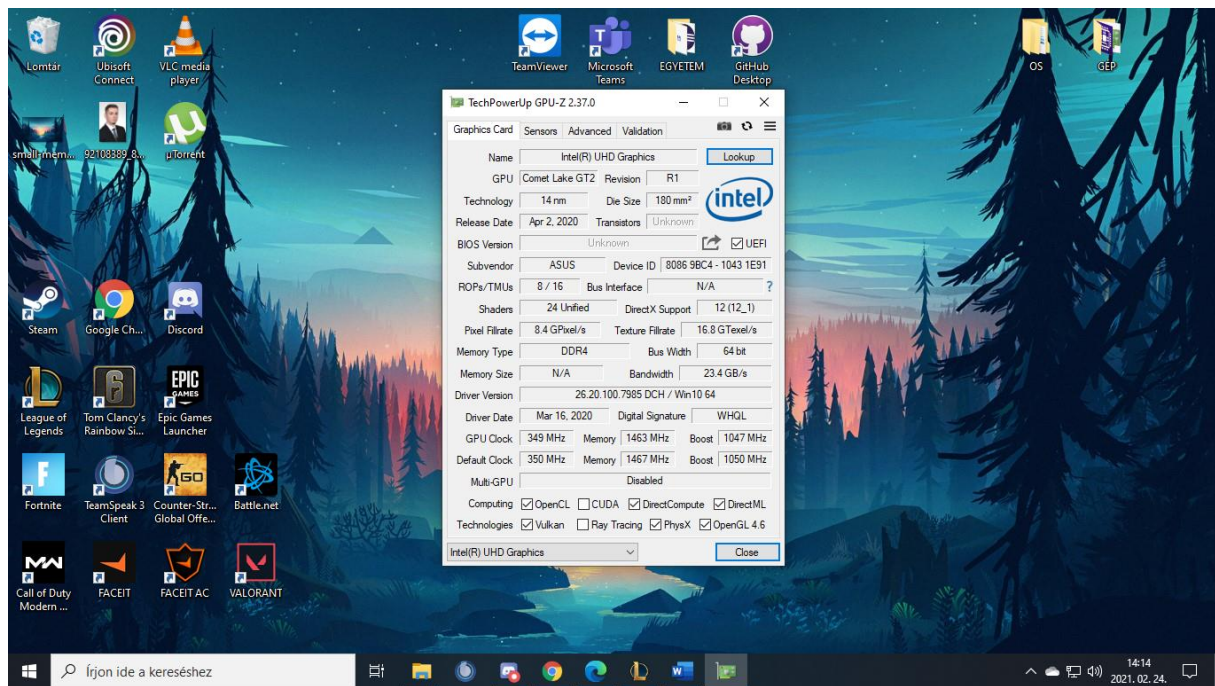 Lomtár
Ubisoft
Connect
VLC media
player
TeamViewer
Microsoft
Teams
EGYETEM
GitHub
Desktop
OS
GEP
small-mem...
92108389_8...
µTorrent
Steam
Google Ch...
Discord
League of
Legends
Tom Clancy's
Rainbow Si...
EPIC
GAMES
Epic Games
Launcher
Fortnite
TeamSpeak 3
Client
GO
Counter-Str...
Global Offe...
Battle.net
MW
Call of Duty
Modern ...
FACEIT
FACEIT AC
VALORANT
TechPowerUp GPU-Z 2.37.0
Graphics Card Sensors Advanced Validation
Name Intel(R) UHD Graphics Lookup
GPU Comet Lake GT2 Revision R1
intel
Technology 14 nm Die Size 180 mm²
Release Date Apr 2, 2020 Transistors Unknown
BIOS Version Unknown UEFI
Subvendor ASUS Device ID 8086 9BC4 - 1043 1E91
ROPs/TMUs 8 / 16 Bus Interface N/A ?
Shaders 24 Unified DirectX Support 12 (12_1)
Pixel Fillrate 8.4 GPixel/s Texture Fillrate 16.8 GTexel/s
Memory Type DDR4 Bus Width 64 bit
Memory Size N/A Bandwidth 23.4 GB/s
Driver Version 26.20.100.7985 DCH / Win10 64
Driver Date Mar 16, 2020 Digital Signature WHQL
GPU Clock 349 MHz Memory 1463 MHz Boost 1047 MHz
Default Clock 350 MHz Memory 1467 MHz Boost 1050 MHz
Multi-GPU Disabled
Computing OpenCL CUDA DirectCompute DirectML
Technologies Vulkan Ray Tracing PhysX OpenGL 4.6
Intel(R) UHD Graphics Close
Írjon ide a kereséshez
14:14
2021. 02. 24.